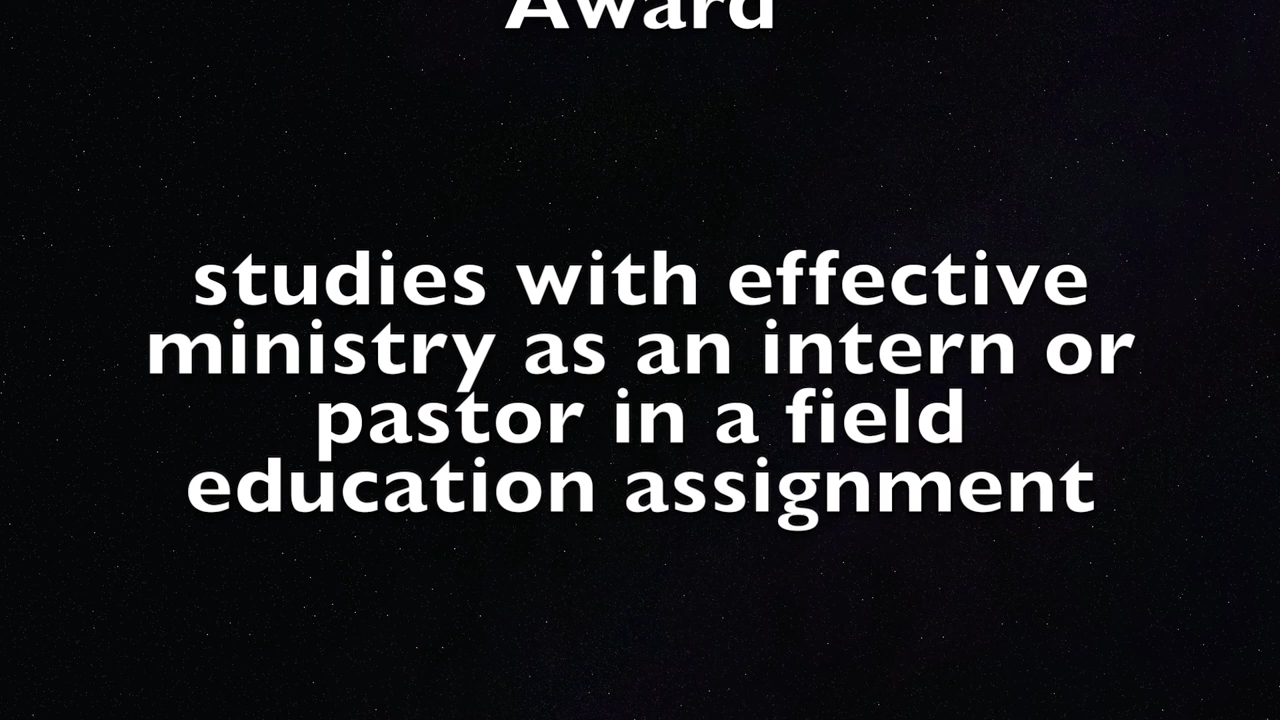 Award
studies with effective
ministry as an intern or
pastor in a field
education assignment